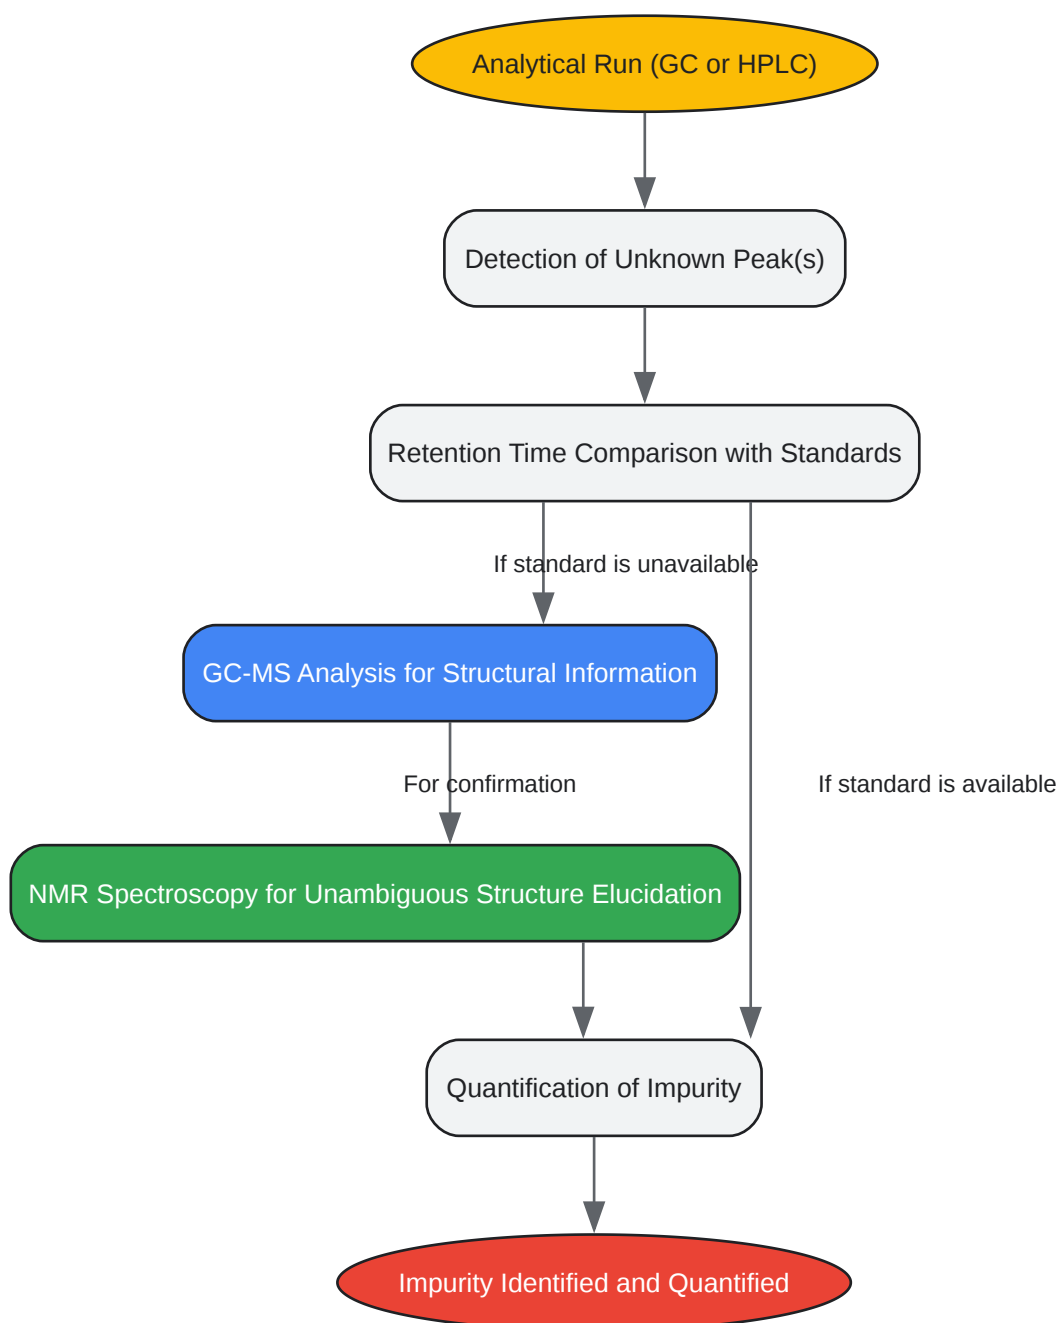 Analytical Run (GC or HPLC)
Detection of Unknown Peak(s)
Retention Time Comparison with Standards
If standard is unavailable
GC-MS Analysis for Structural Information
For confirmation
If standard is available
NMR Spectroscopy for Unambiguous Structure Elucidation
Quantification of Impurity
Impurity Identified and Quantified